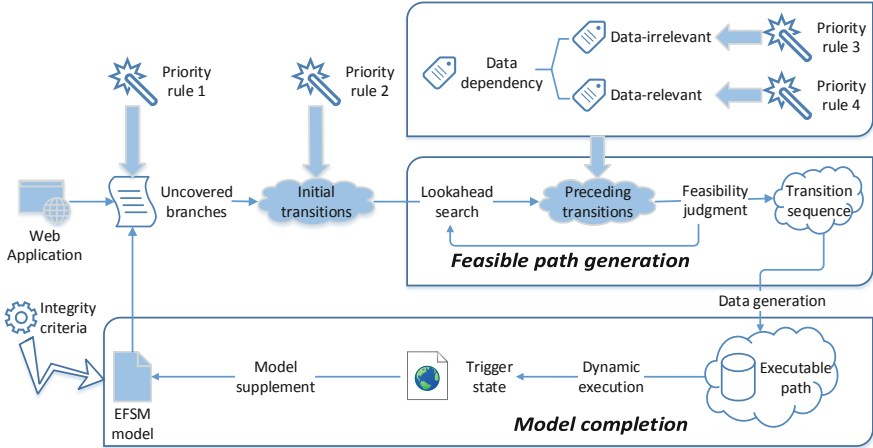 Priority
rule 1
Priority
rule 2
Data
dependency
Data-irrelevant
Data-relevant
Priority
rule 3
Priority
rule 4
Web
Application
Uncovered
branches
Initial
transitions
Lookahead
search
Preceding
transitions
Feasibility
judgment
Transition
sequence
Feasible path generation
Data generation
Integrity
criteria
EFSM
model
Model
supplement
Trigger
state
Dynamic
execution
Executable
path
Model completion